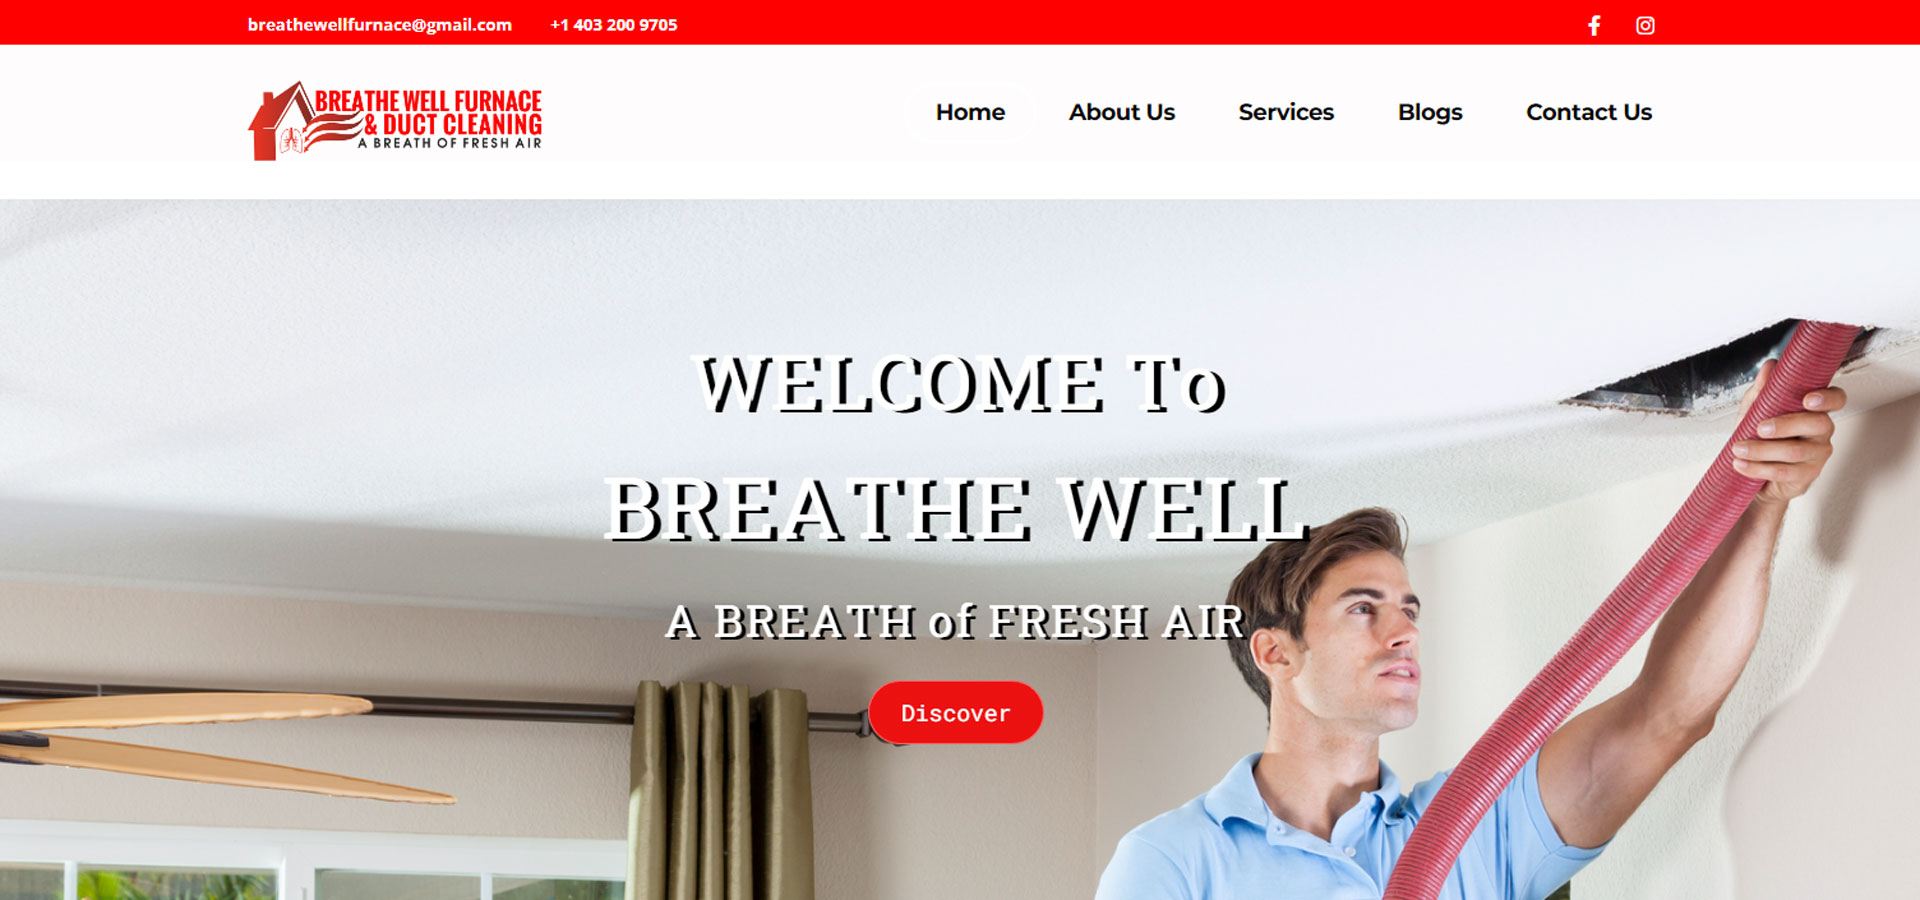 breathewellfurnace@gmail.com +1 403 200 9705
BREATHE WELL FURNACE
& DUCT CLEANING
A BREATH OF FRESH AIR
Home About Us Services Blogs Contact Us
WELCOME To
BREATHE WELL
A BREATH of FRESH AIR
Discover